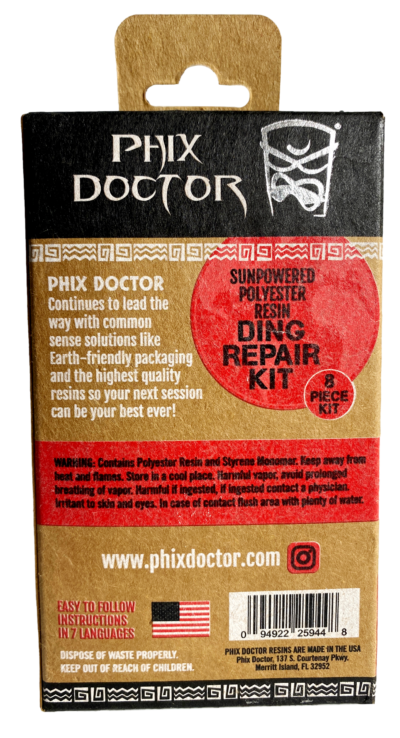 PHIX
DOCTOR
PHIX DOCTOR
Continues to lead the
way with common
sense solutions like
Earth-friendly packaging
and the highest quality
resins so your next session
can be your best ever!
SUNPOWERED
POLYESTER
RESIN
DING
REPAIR
KIT
8
PIECE
KIT
WARNING: Contains Polyester Resin and Styrene Monomer. Keep away from
heat and flames. Store in a cool place. Harmful vapor, avoid prolonged
breathing of vapor. Harmful if ingested, if ingested contact a physician.
Irritant to skin and eyes. In case of contact flush area with plenty of water.
www.phixdoctor.com
EASY TO FOLLOW
INSTRUCTIONS
IN 7 LANGUAGES
0 94922 25944 8
DISPOSE OF WASTE PROPERLY.
KEEP OUT OF REACH OF CHILDREN.
PHIX DOCTOR RESINS ARE MADE IN THE USA
Phix Doctor, 137 S. Courtenay Pkwy.
Merritt Island, FL 32952